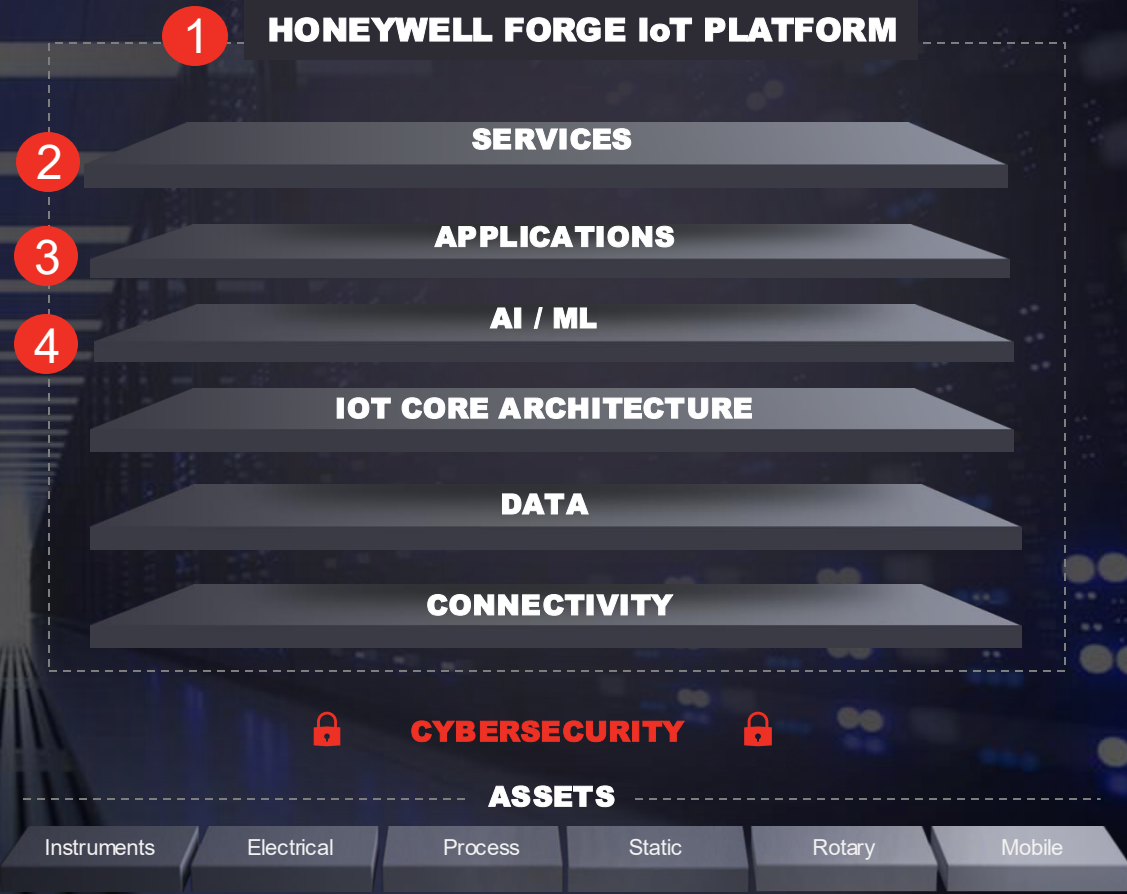 1 HONEYWELL FORGE IoT PLATFORM
2 SERVICES
3 APPLICATIONS
4 AI / ML
IOT CORE ARCHITECTURE
DATA
CONNECTIVITY
CYBERSECURITY
ASSETS
Instruments Electrical Process Static Rotary Mobile